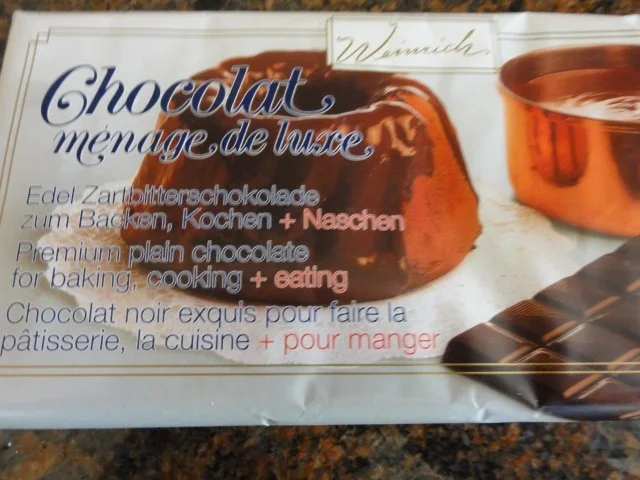 Weinrich
Chocolat
ménage de luxe
Edel Zartbitterschokolade
zum Backen, Kochen + Naschen
Premium plain chocolate
for baking, cooking + eating
Chocolat noir exquis pour faire la
pâtisserie, la cuisine + pour manger